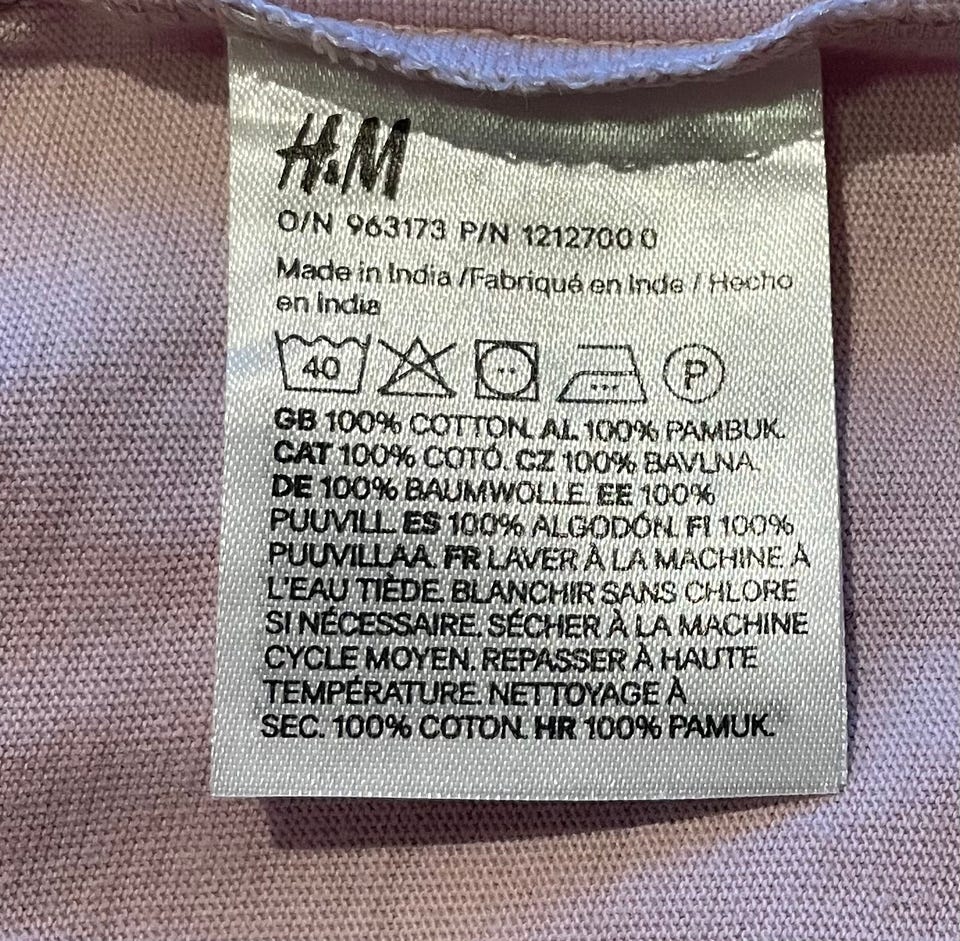 H&M
O/N 963173 P/N 1212700 0
Made in India /Fabriqué en Inde / Hecho
en India
40 P
GB 100% COTTON. AL 100% PAMBUK.
CAT 100% COTÓ. CZ 100% BAVLNA.
DE 100% BAUMWOLLE. EE 100%
PUUVILL. ES 100% ALGODÓN. FI 100%
PUUVILLAA. FR LAVER À LA MACHINE À
L'EAU TIÈDE. BLANCHIR SANS CHLORE
SI NÉCESSAIRE. SÉCHER À LA MACHINE
CYCLE MOYEN. REPASSER À HAUTE
TEMPÉRATURE. NETTOYAGE À
SEC. 100% COTON. HR 100% PAMUK.